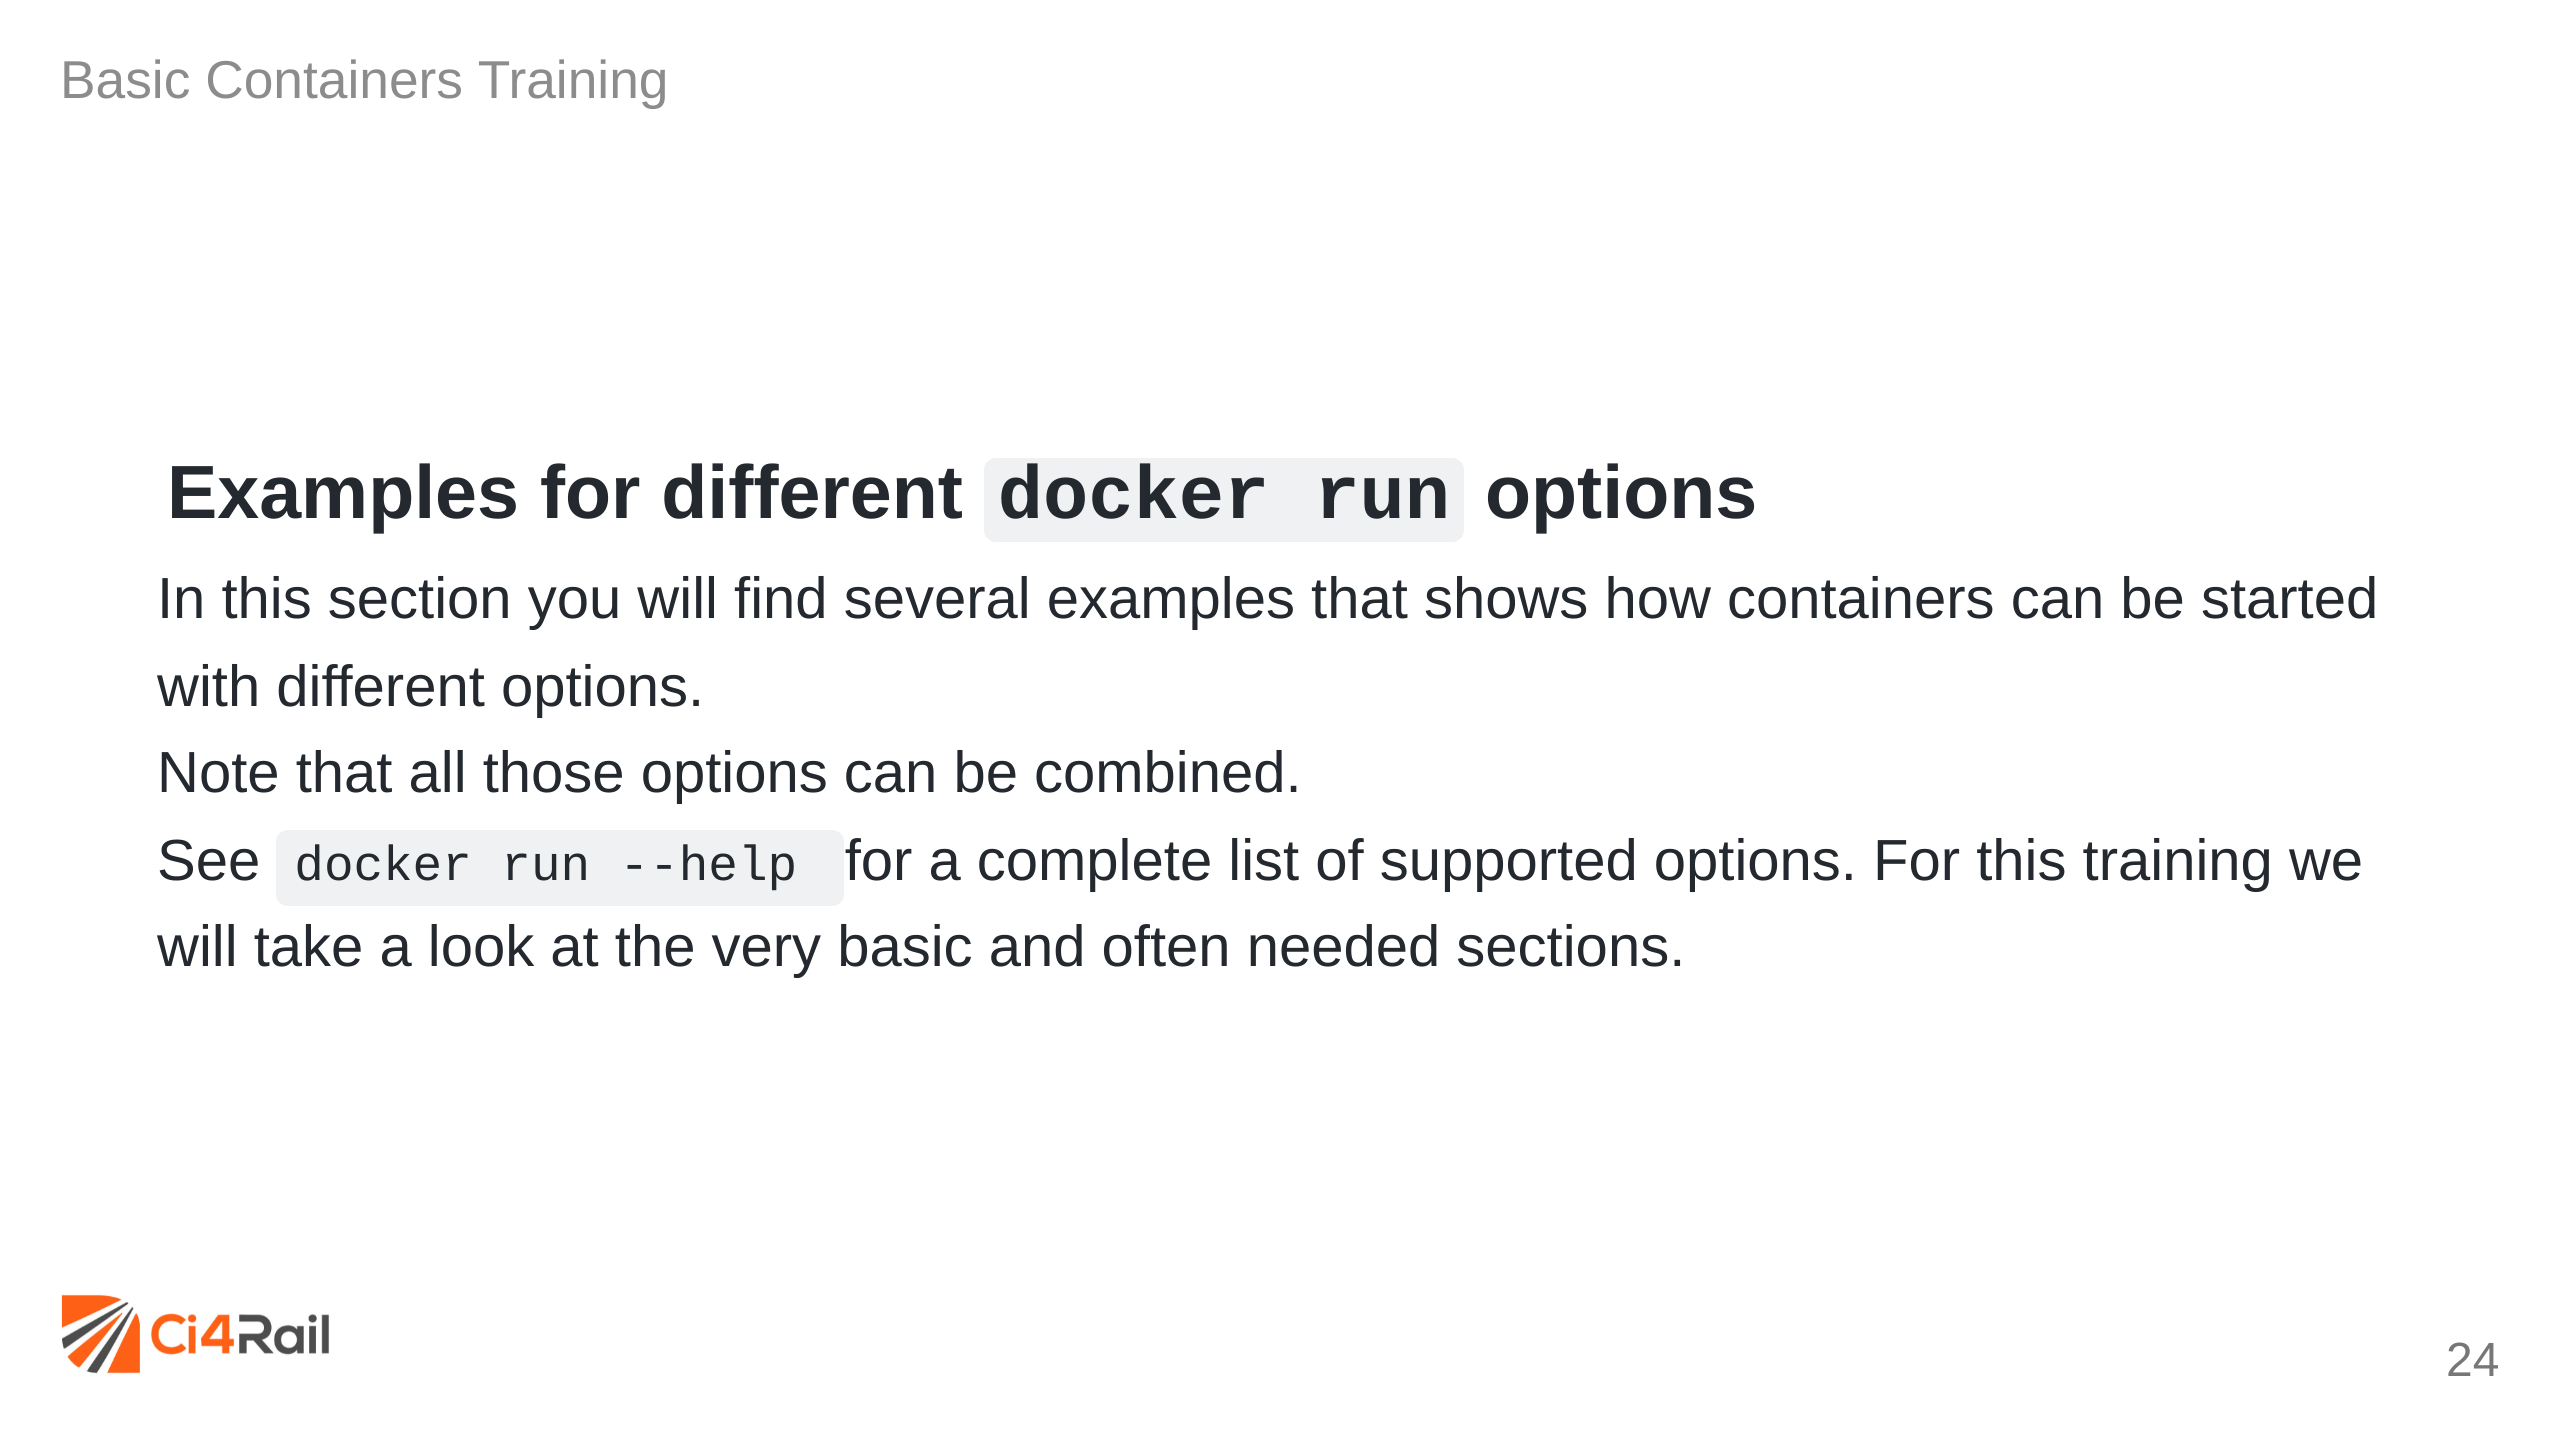 Basic Containers Training
Examples for different docker run options
In this section you will find several examples that shows how containers can be started
with different options.
Note that all those options can be combined.
See docker run --help for a complete list of supported options. For this training we
will take a look at the very basic and often needed sections.
Ci4Rail
24